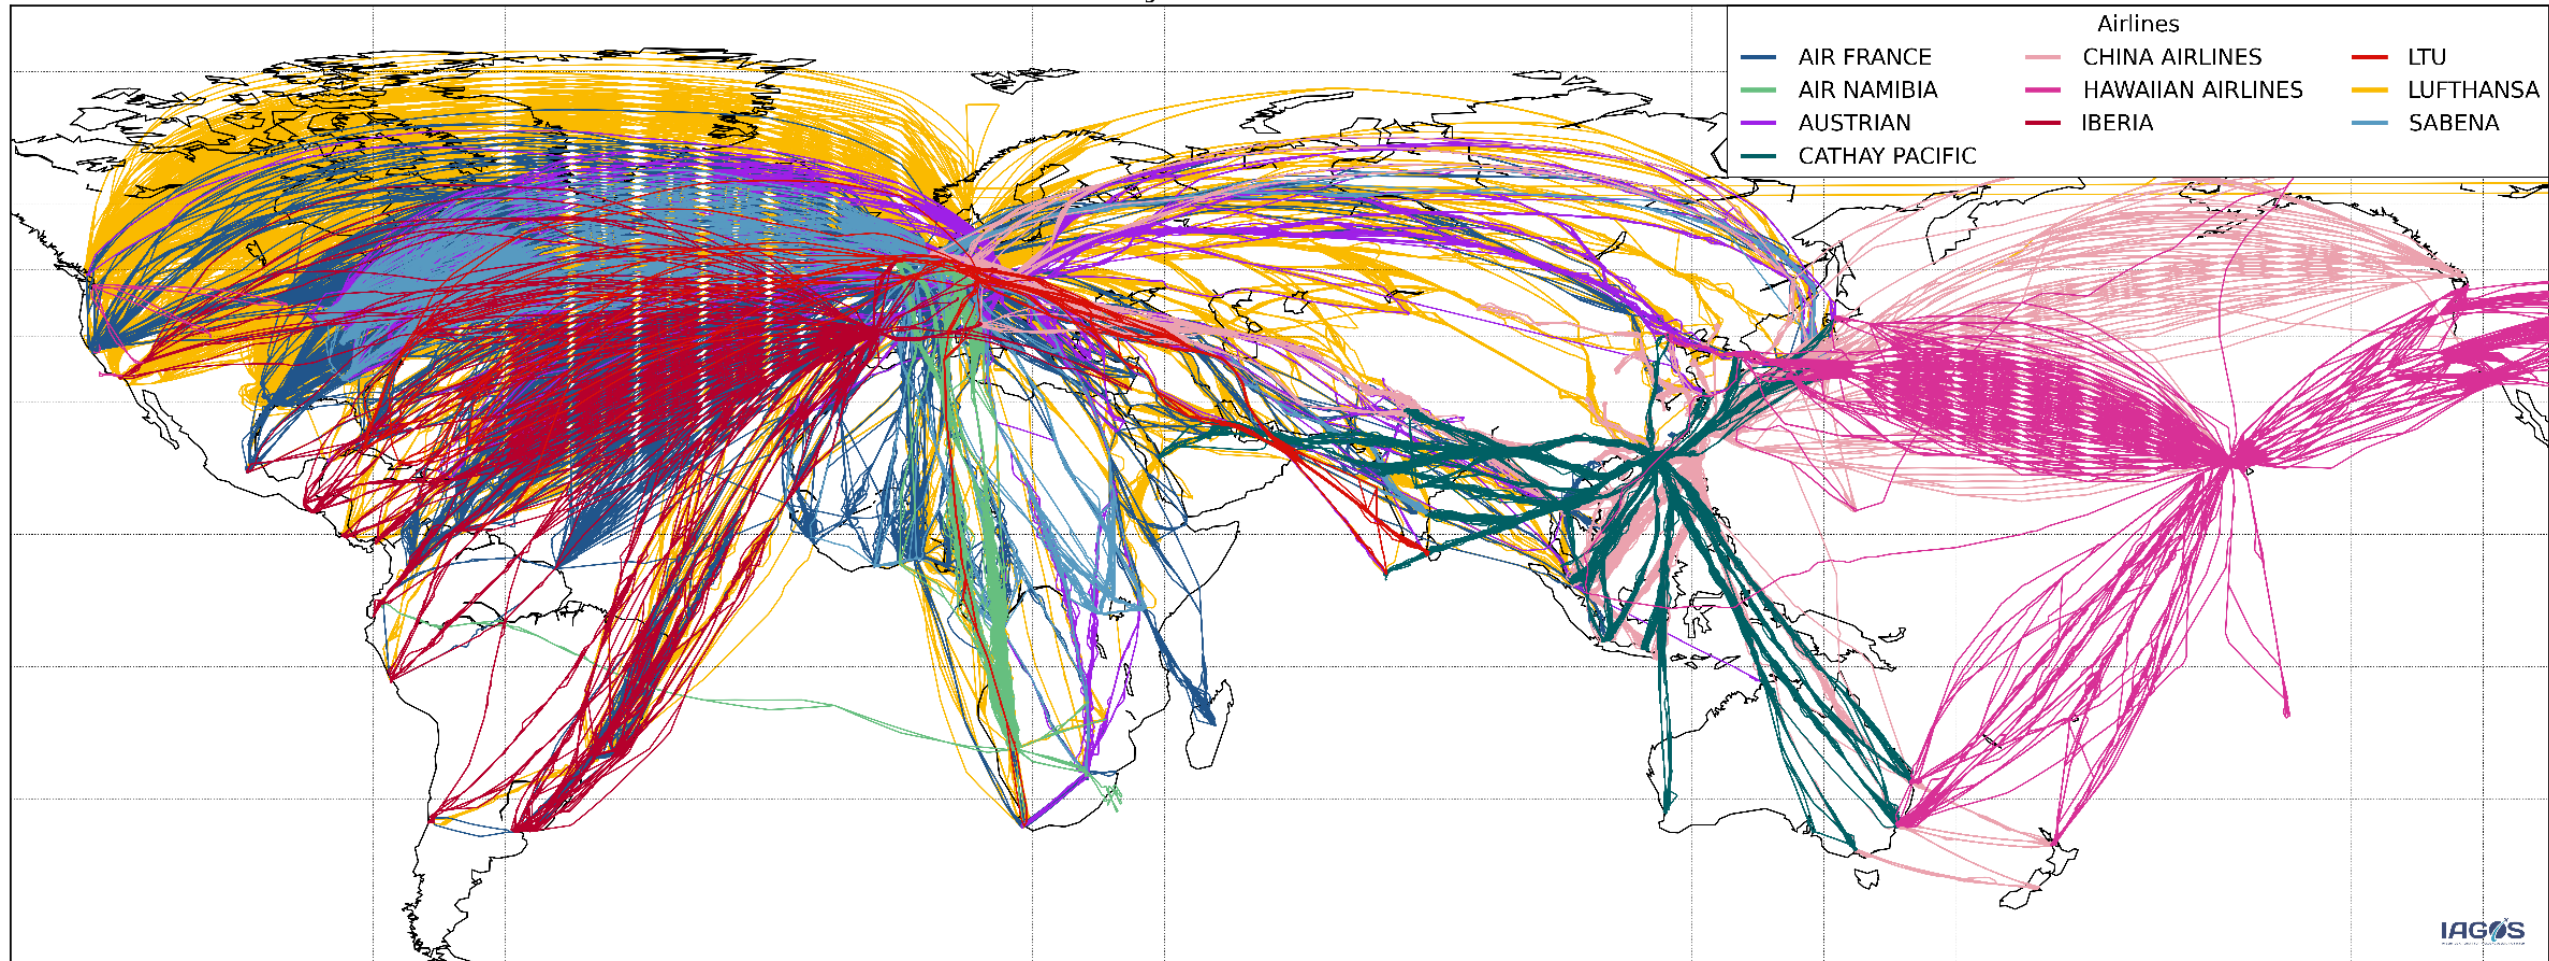 Airlines
AIR FRANCE
AIR NAMIBIA
AUSTRIAN
CATHAY PACIFIC
CHINA AIRLINES
HAWAIIAN AIRLINES
IBERIA
LTU
LUFTHANSA
SABENA
IAGOS